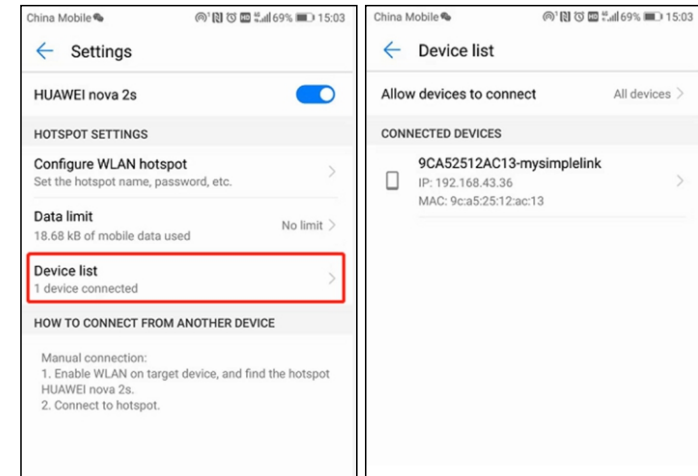 China Mobile
69% 15:03
Settings
HUAWEI nova 2s
HOTSPOT SETTINGS
Configure WLAN hotspot
Set the hotspot name, password, etc.
Data limit
18.68 kB of mobile data used
No limit
Device list
1 device connected
HOW TO CONNECT FROM ANOTHER DEVICE
Manual connection:
1. Enable WLAN on target device, and find the hotspot
HUAWEI nova 2s.
2. Connect to hotspot.
China Mobile
69% 15:03
Device list
Allow devices to connect
All devices
CONNECTED DEVICES
9CA52512AC13-mysimplelink
IP: 192.168.43.36
MAC: 9c:a5:25:12:ac:13